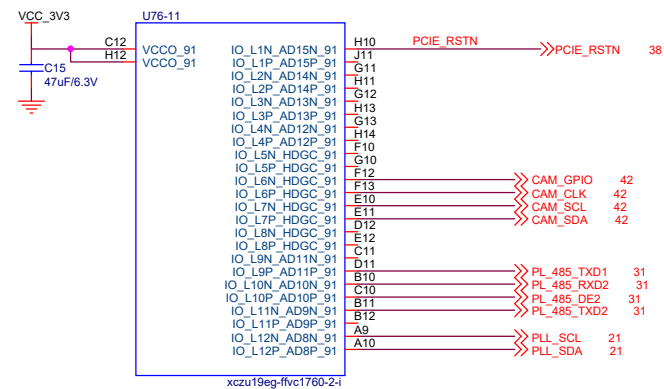 VCC_3V3
U76-11
C12 VCCO_91
H12 VCCO_91
C15
47uF/6.3V
IO_L1N_AD15N_91 H10 PCIE_RSTN PCIE_RSTN 38
IO_L1P_AD15P_91 J11
IO_L2N_AD14N_91 G11
IO_L2P_AD14P_91 H11
IO_L3N_AD13N_91 G12
IO_L3P_AD13P_91 H13
IO_L4N_AD12N_91 G13
IO_L4P_AD12P_91 H14
IO_L5N_HDGC_91 F10
IO_L5P_HDGC_91 G10
IO_L6N_HDGC_91 F12 CAM_GPIO 42
IO_L6P_HDGC_91 F13 CAM_CLK 42
IO_L7N_HDGC_91 E10 CAM_SCL 42
IO_L7P_HDGC_91 E11 CAM_SDA 42
IO_L8N_HDGC_91 D12
IO_L8P_HDGC_91 E12
IO_L9N_AD11N_91 C11
IO_L9P_AD11P_91 D11 PL_485_TXD1 31
IO_L10N_AD10N_91 B10 PL_485_RXD2 31
IO_L10P_AD10P_91 C10 PL_485_DE2 31
IO_L11N_AD9N_91 B11 PL_485_TXD2 31
IO_L11P_AD9P_91 B12
IO_L12N_AD8N_91 A9 PLL_SCL 21
IO_L12P_AD8P_91 A10 PLL_SDA 21
xczu19eg-ffvc1760-2-i